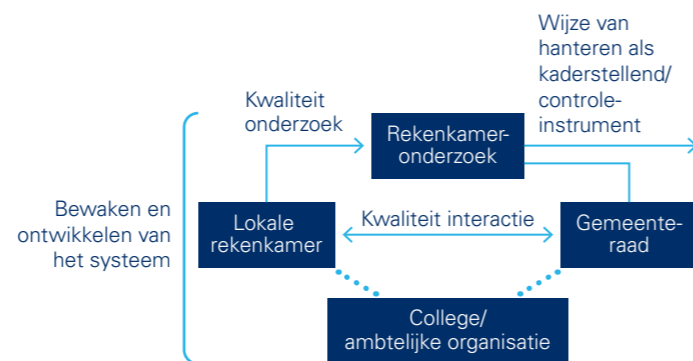 Wijze van
hanteren als
kaderstellend/
controle-
instrument
Kwaliteit
onderzoek
Rekenkamer-
onderzoek
Bewaken en
ontwikkelen van
het systeem
Lokale
rekenkamer
Kwaliteit interactie
Gemeente-
raad
College/
ambtelijke organisatie